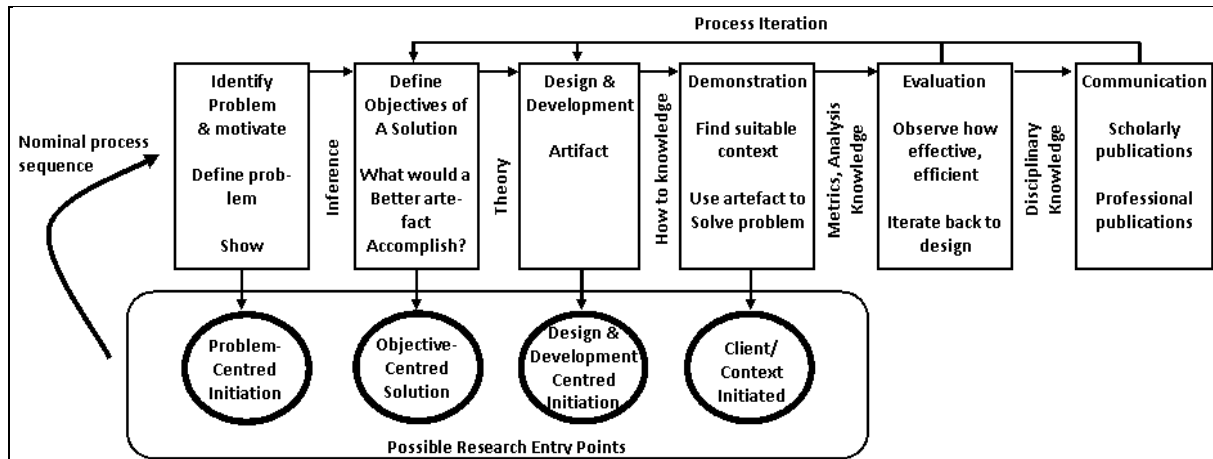 Process Iteration
Nominal process
sequence
Identify
Problem
& motivate
Define prob-
lem
Show
Inference
Define
Objectives of
A Solution
What would a
Better arte-
fact
Accomplish?
Theory
Design &
Development
Artifact
How to knowledge
Demonstration
Find suitable
context
Use artefact to
Solve problem
Metrics, Analysis
Knowledge
Evaluation
Observe how
effective,
efficient
Iterate back to
design
Disciplinary
Knowledge
Communication
Scholarly
publications
Professional
publications
Problem-
Centred
Initiation
Objective-
Centred
Solution
Design &
Development
Centred
Initiation
Client/
Context
Initiated
Possible Research Entry Points